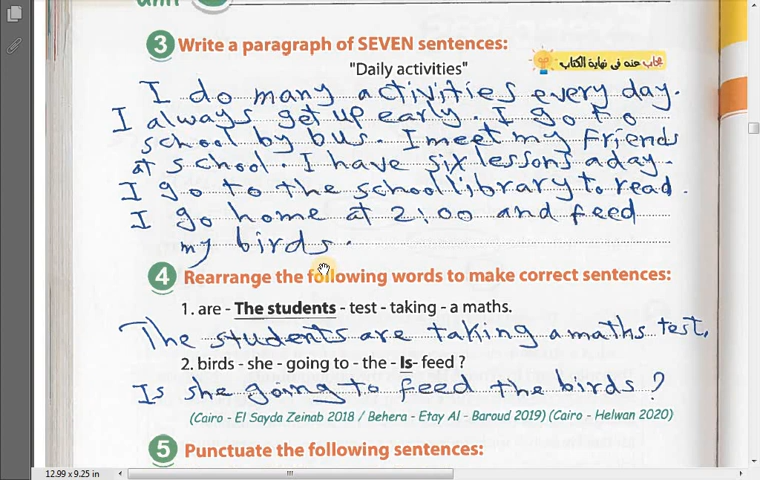 3 Write a paragraph of SEVEN sentences:
مجاب عنه فى نهاية الكتاب
"Daily activities"
I do many activities every day.
I always get up early. I go to
school by bus. I meet my friends
at school. I have six lessons a day.
I go to the school library to read.
I go home at 2:00 and feed
my birds.
4 Rearrange the following words to make correct sentences:
1. are - The students - test - taking - a maths.
The students are taking a maths test.
2. birds - she - going to - the - Is- feed ?
Is she going to feed the birds?
(Cairo - El Sayda Zeinab 2018 / Behera - Etay Al - Baroud 2019) (Cairo - Helwan 2020)
5 Punctuate the following sentences:
12.99 x 9.25 in